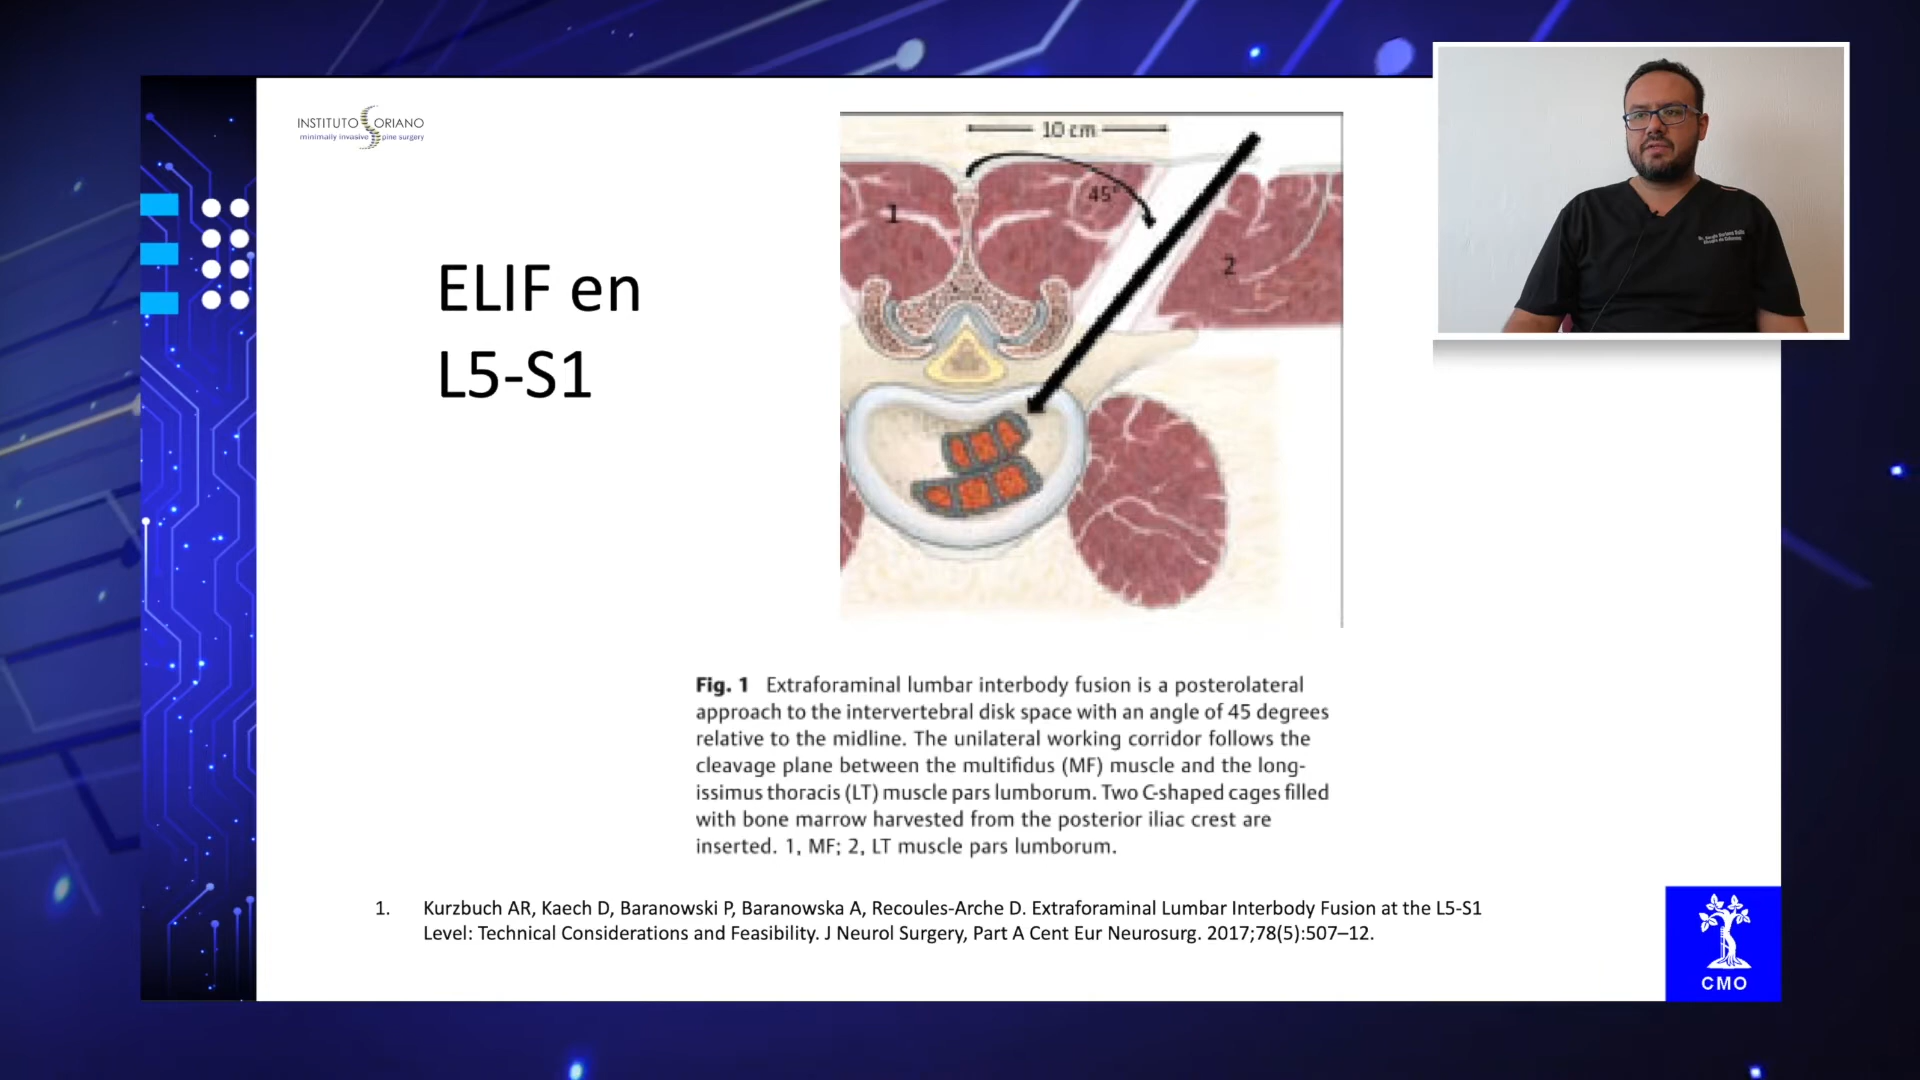 INSTITUTO SORIANO
minimally invasive spine surgery
ELIF en
L5-S1
10 cm
45°
1
2
Fig. 1 Extraforaminal lumbar interbody fusion is a posterolateral
approach to the intervertebral disk space with an angle of 45 degrees
relative to the midline. The unilateral working corridor follows the
cleavage plane between the multifidus (MF) muscle and the long-
issimus thoracis (LT) muscle pars lumborum. Two C-shaped cages filled
with bone marrow harvested from the posterior iliac crest are
inserted. 1, MF; 2, LT muscle pars lumborum.
1. Kurzbuch AR, Kaech D, Baranowski P, Baranowska A, Recoules-Arche D. Extraforaminal Lumbar Interbody Fusion at the L5-S1
Level: Technical Considerations and Feasibility. J Neurol Surgery, Part A Cent Eur Neurosurg. 2017;78(5):507–12.
CMO